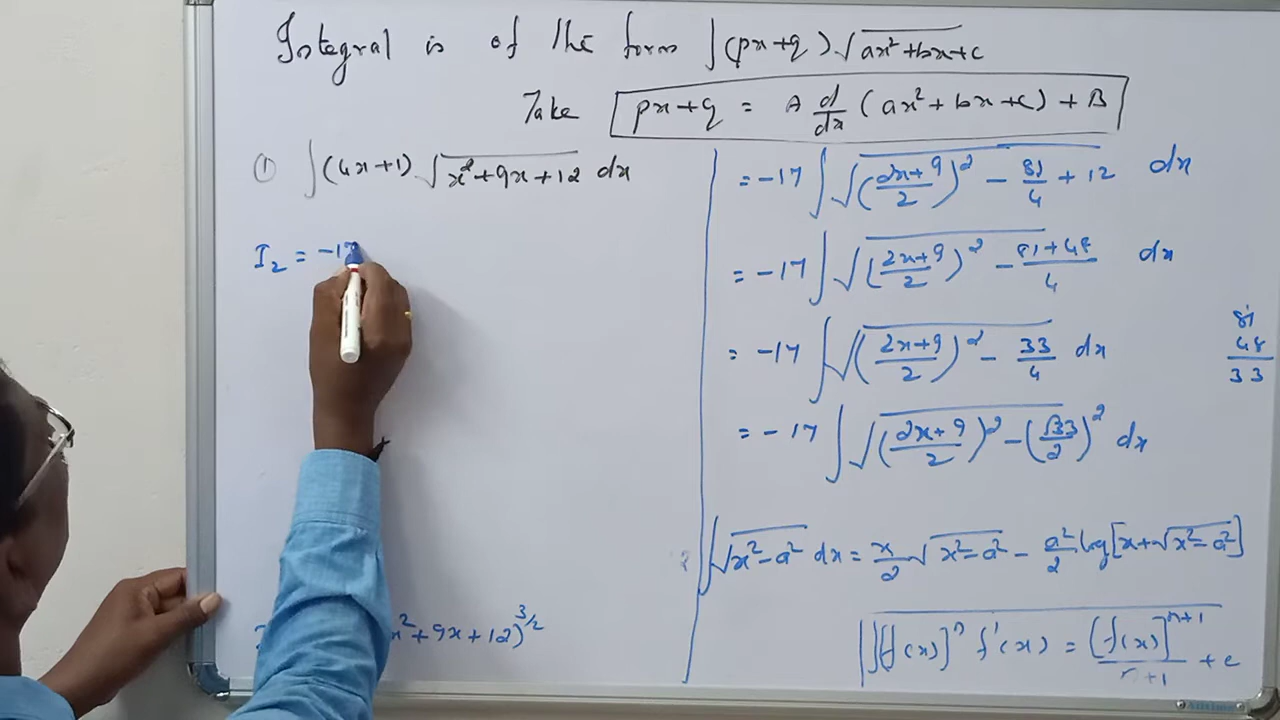 Integral is of the form ∫(px+q)√(ax²+bx+c)
Take px+q = A d/dx (ax²+bx+c) + B
① ∫(4x+1) √(x²+9x+12) dx
I₂ = -17
x²+9x+12)^3/2
= -17 ∫√((2x+9)/2)² - 81/4 + 12 dx
= -17 ∫√((2x+9)/2)² - (81+48)/4 dx
= -17 ∫√((2x+9)/2)² - 33/4 dx
= -17 ∫√((2x+9)/2)² - (√33/2)² dx
81
48
33
∫√(x²-a²) dx = x/2 √(x²-a²) - a²/2 log[x+√(x²-a²)]
∫[f(x)]ⁿ f'(x) = [f(x)]ⁿ⁺¹/(n+1) + c